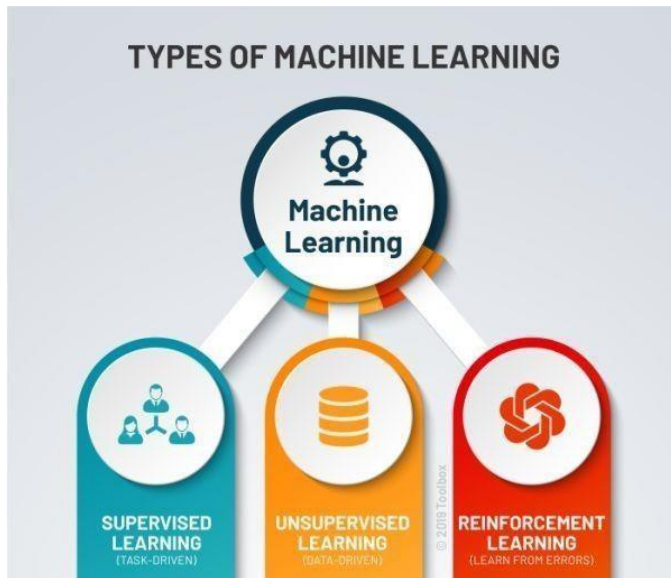 TYPES OF MACHINE LEARNING
Machine
Learning
SUPERVISED
LEARNING
(TASK-DRIVEN)
UNSUPERVISED
LEARNING
(DATA-DRIVEN)
REINFORCEMENT
LEARNING
(LEARN FROM ERRORS)
© 2019 Toolbox